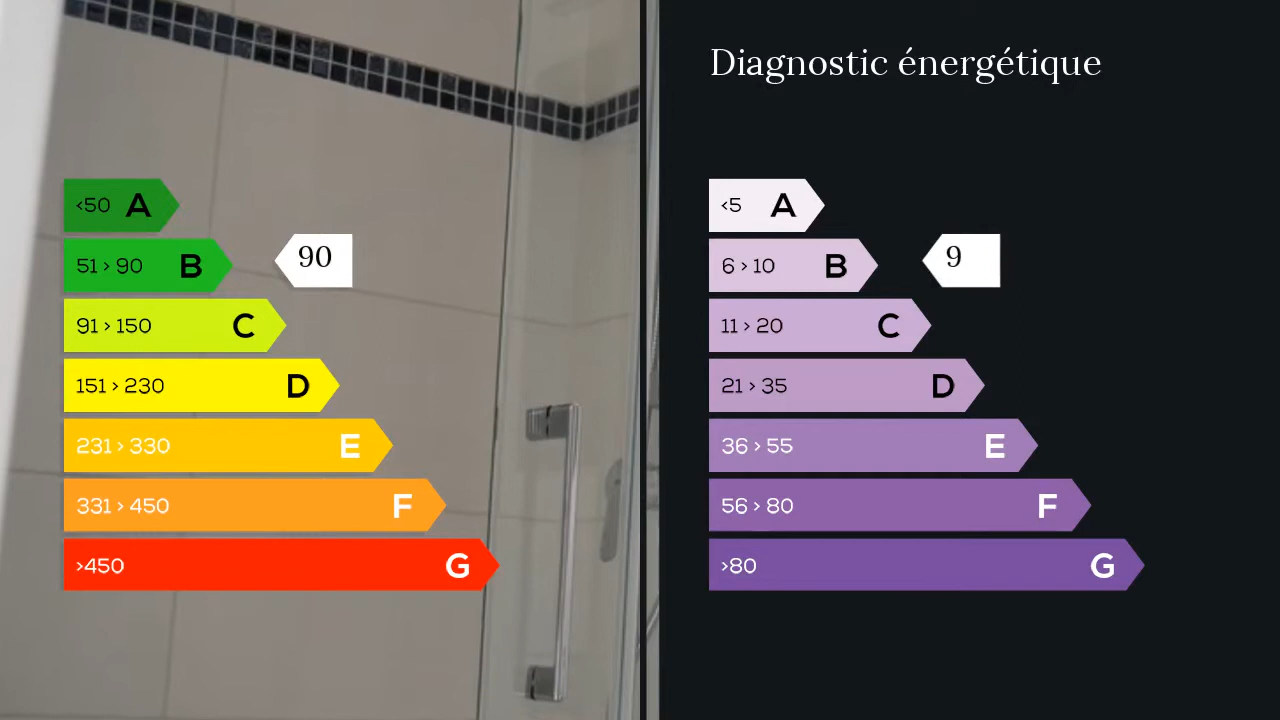 Diagnostic énergétique
<50 A
51 > 90 B
90
91 > 150 C
151 > 230 D
231 > 330 E
331 > 450 F
>450 G
<5 A
6 > 10 B
9
11 > 20 C
21 > 35 D
36 > 55 E
56 > 80 F
>80 G